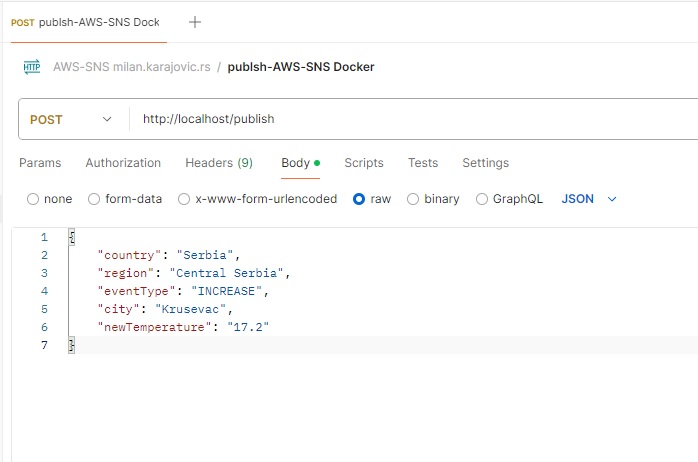 POST publsh-AWS-SNS Dock +
HTTP AWS-SNS milan.karajovic.rs / publsh-AWS-SNS Docker
POST http://localhost/publish
Params Authorization Headers (9) Body Scripts Tests Settings
none form-data x-www-form-urlencoded raw binary GraphQL JSON
1 {
2 "country": "Serbia",
3 "region": "Central Serbia",
4 "eventType": "INCREASE",
5 "city": "Krusevac",
6 "newTemperature": "17.2"
7 }